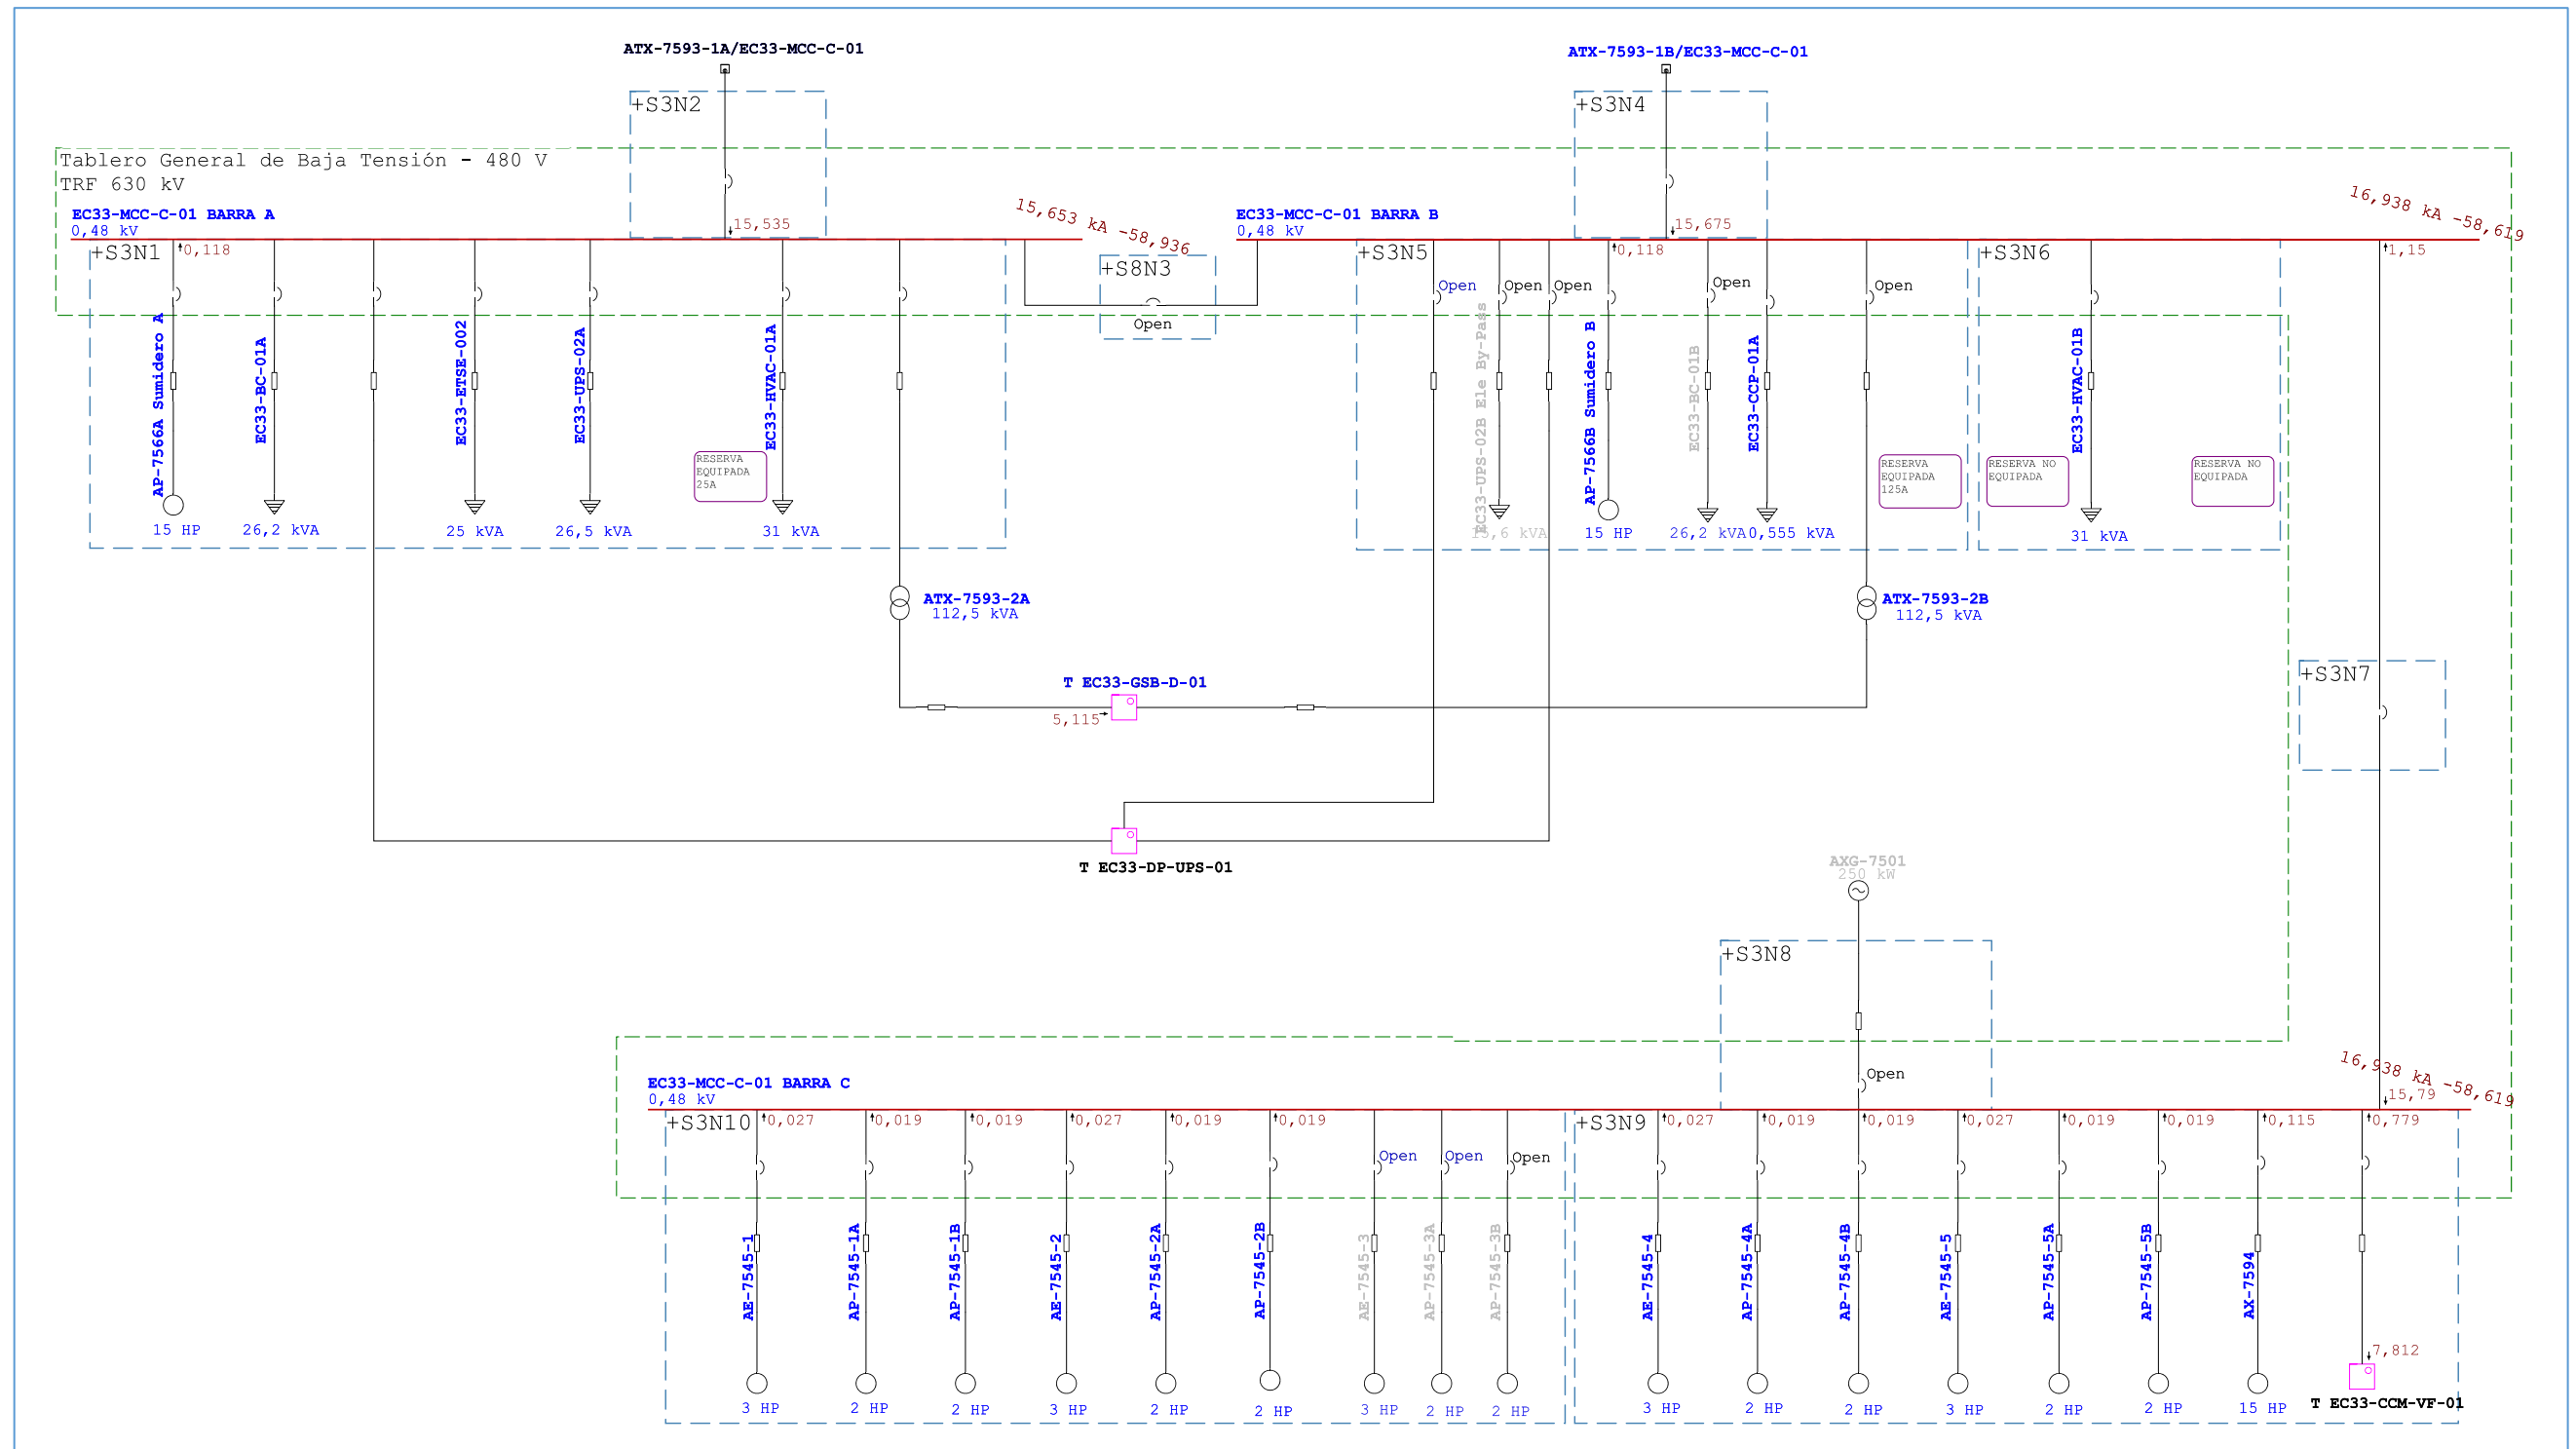 ATX-7593-1A/EC33-MCC-C-01
ATX-7593-1B/EC33-MCC-C-01
+S3N2
+S3N4
Tablero General de Baja Tensión - 480 V
TRF 630 kV
EC33-MCC-C-01 BARRA A
0,48 kV
15,535
15,653 kA -58,936
EC33-MCC-C-01 BARRA B
0,48 kV
15,675
16,938 kA -58,619
+S3N1
0,118
+S8N3
Open
+S3N5
Open
Open
Open
0,118
Open
Open
+S3N6
1,15
AP-7566A Sumidero A
EC33-BC-01A
EC33-ETSE-002
EC33-UPS-02A
EC33-HVAC-01A
EC33-UPS-02B Ele By-Pass
AP-7566B Sumidero B
EC33-BC-01B
EC33-CCP-01A
EC33-HVAC-01B
RESERVA
EQUIPADA
25A
RESERVA
EQUIPADA
125A
RESERVA NO
EQUIPADA
RESERVA NO
EQUIPADA
15 HP
26,2 kVA
25 kVA
26,5 kVA
31 kVA
15,6 kVA
15 HP
26,2 kVA
0,555 kVA
31 kVA
ATX-7593-2A
112,5 kVA
ATX-7593-2B
112,5 kVA
T EC33-GSB-D-01
5,115
+S3N7
T EC33-DP-UPS-01
AXG-7501
250 kW
+S3N8
Open
EC33-MCC-C-01 BARRA C
0,48 kV
16,938 kA -58,619
15,79
+S3N10
0,027
0,019
0,019
0,027
0,019
0,019
Open
Open
Open
+S3N9
0,027
0,019
0,019
0,027
0,019
0,019
0,115
0,779
AE-7545-1
AP-7545-1A
AP-7545-1B
AE-7545-2
AP-7545-2A
AP-7545-2B
AE-7545-3
AP-7545-3A
AP-7545-3B
AE-7545-4
AP-7545-4A
AP-7545-4B
AE-7545-5
AP-7545-5A
AP-7545-5B
AX-7594
7,812
T EC33-CCM-VF-01
3 HP
2 HP
2 HP
3 HP
2 HP
2 HP
3 HP
2 HP
2 HP
3 HP
2 HP
2 HP
3 HP
2 HP
2 HP
15 HP